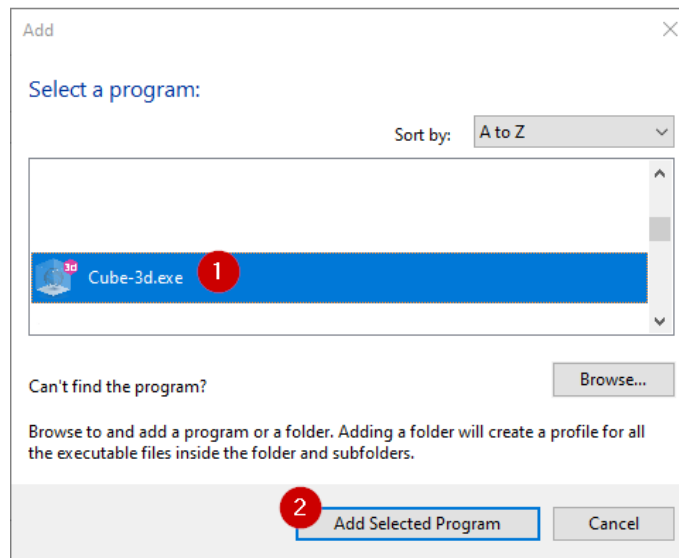 Add
Select a program:
Sort by: A to Z
3d Cube-3d.exe 1
Can't find the program? Browse...
Browse to and add a program or a folder. Adding a folder will create a profile for all
the executable files inside the folder and subfolders.
2 Add Selected Program Cancel